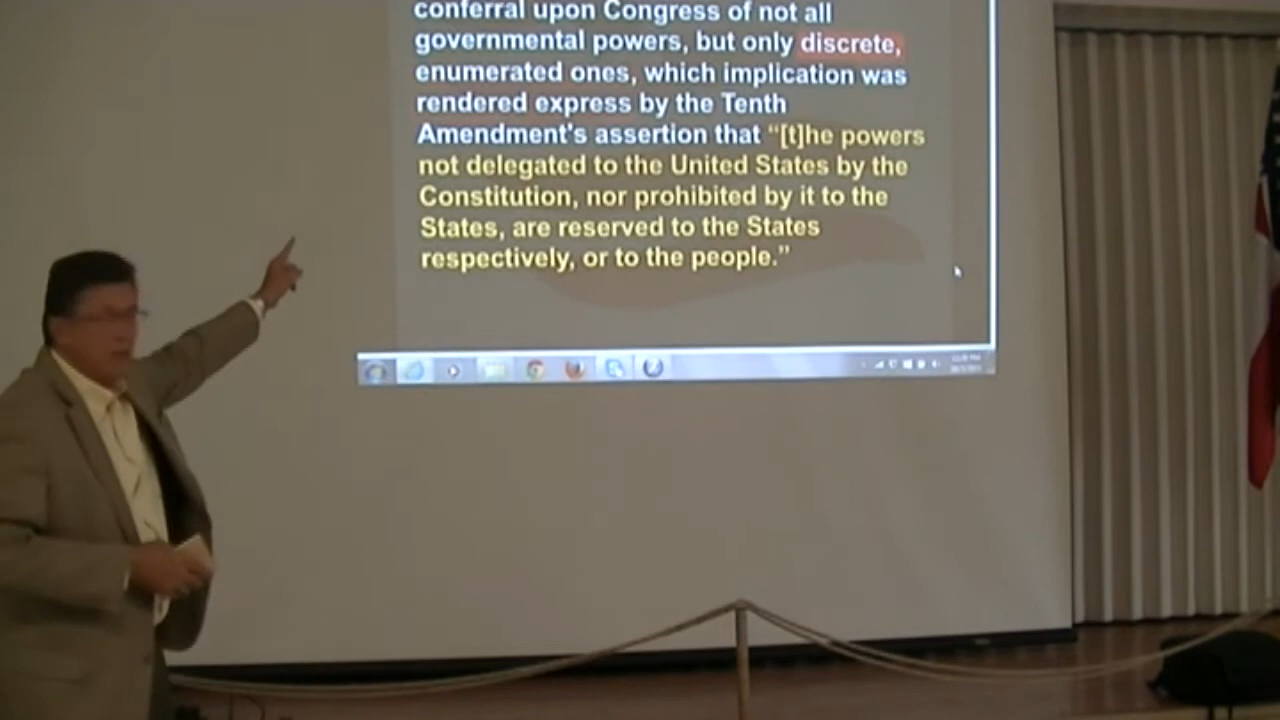 conferral upon Congress of not all
governmental powers, but only discrete,
enumerated ones, which implication was
rendered express by the Tenth
Amendment's assertion that “[t]he powers
not delegated to the United States by the
Constitution, nor prohibited by it to the
States, are reserved to the States
respectively, or to the people.”